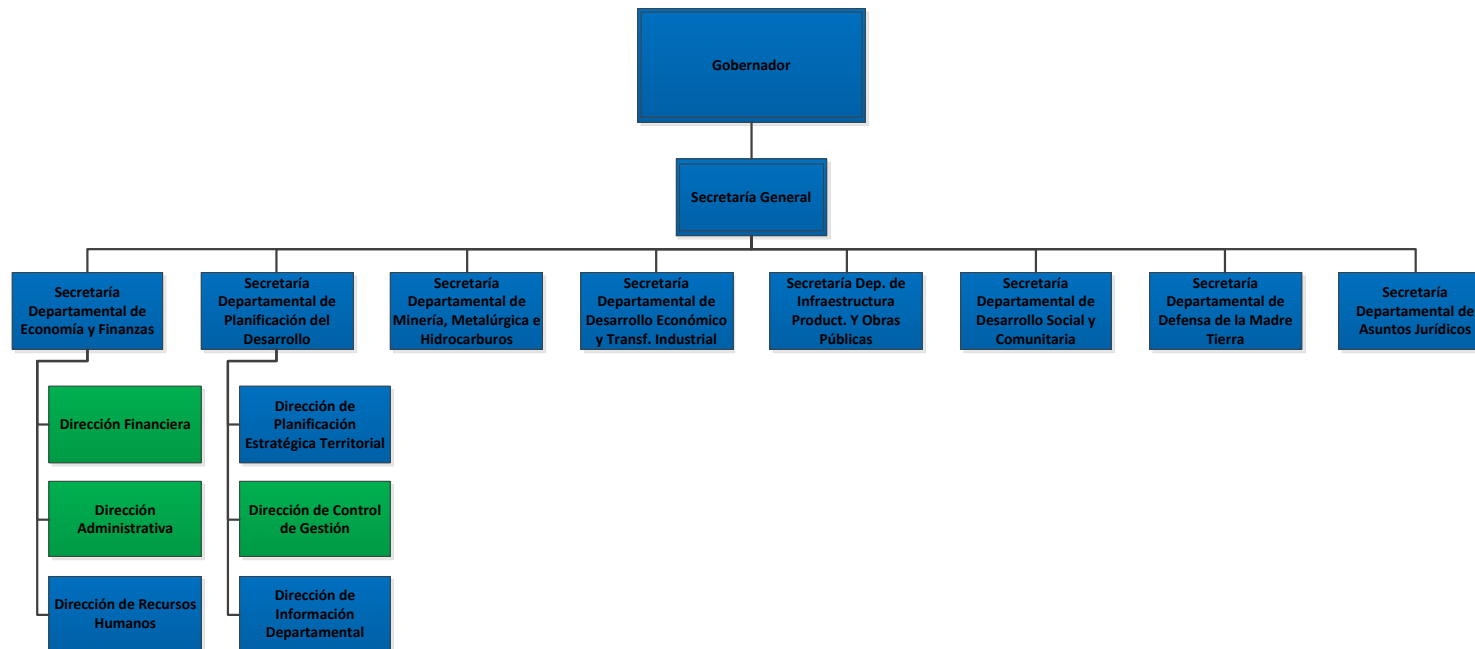 Gobernador
Secretaría General
Secretaría
Departamental de
Economía y Finanzas
Secretaría
Departamental de
Planificación del
Desarrollo
Secretaría
Departamental de
Minería, Metalúrgica e
Hidrocarburos
Secretaría
Departamental de
Desarrollo Económico
y Transf. Industrial
Secretaría Dep. de
Infraestructura
Product. Y Obras
Públicas
Secretaría
Departamental de
Desarrollo Social y
Comunitaria
Secretaría
Departamental de
Defensa de la Madre
Tierra
Secretaría
Departamental de
Asuntos Jurídicos
Dirección Financiera
Dirección
Administrativa
Dirección de Recursos
Humanos
Dirección de
Planificación
Estratégica Territorial
Dirección de Control
de Gestión
Dirección de
Información
Departamental